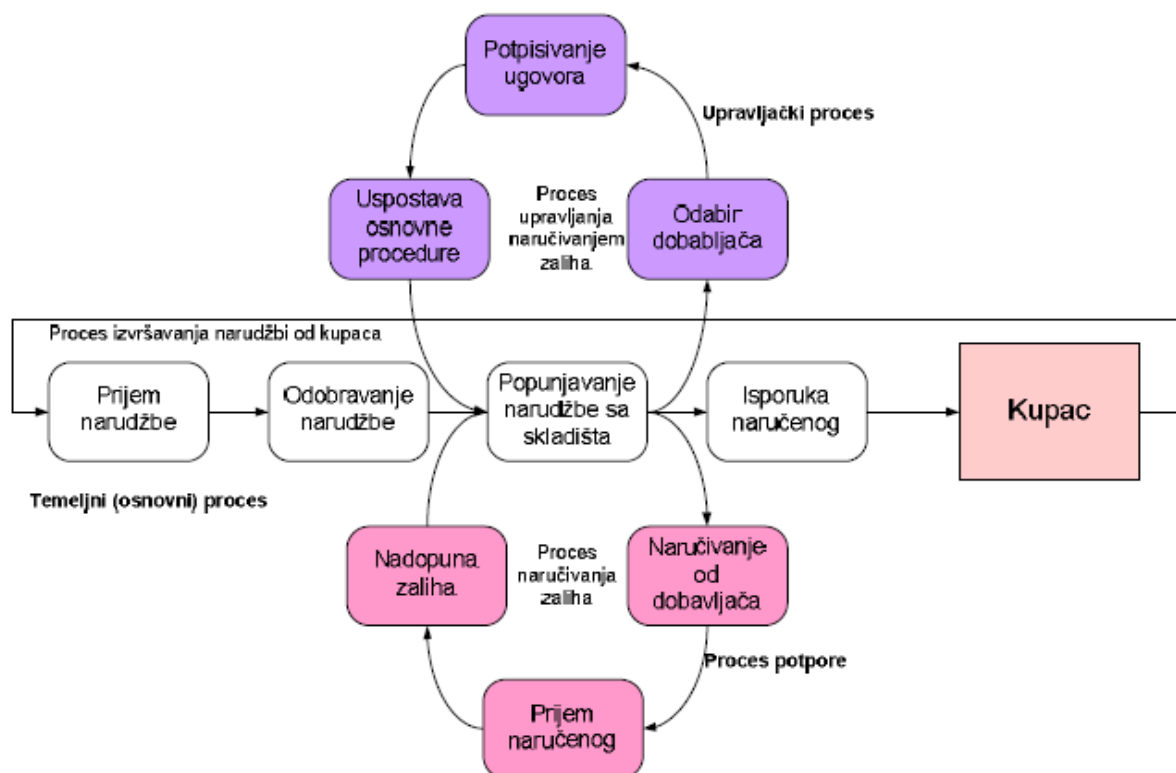 Potpisivanje
ugovora
Upravljački proces
Uspostava
osnovne
procedure
Proces
upravljanja
naručivanjem
zaliha
Odabir
dobabljača
Proces izvršavanja narudžbi od kupaca
Prijem
narudžbe
Odobravanje
narudžbe
Popunjavanje
narudžbe sa
skladišta
Isporuka
naručenog
Kupac
Temeljni (osnovni) proces
Nadopuna
zaliha
Proces
naručivanja
zaliha
Naručivanje
od
dobavljača
Proces potpore
Prijem
naručenog